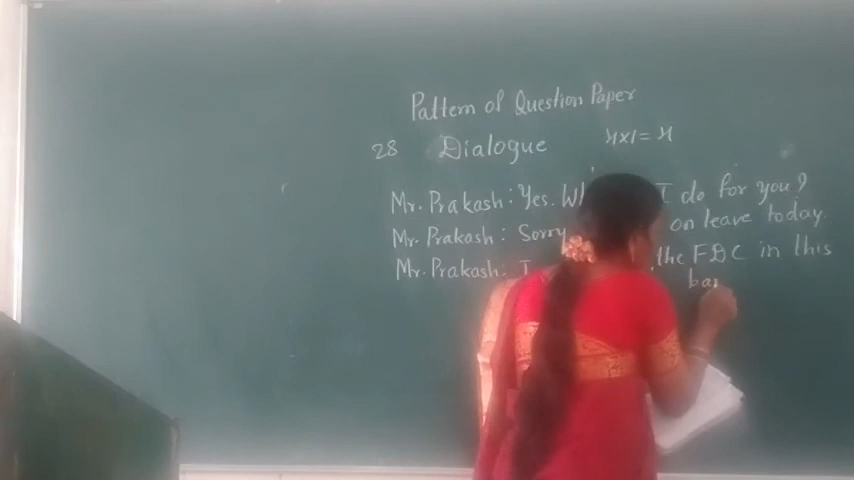 Pattern of Question Paper
28 Dialogue 4x1=4
Mr. Prakash : Yes. I do for you?
Mr. Prakash : Sorry on leave today.
Mr. Prakash : I the FDC in this
ban